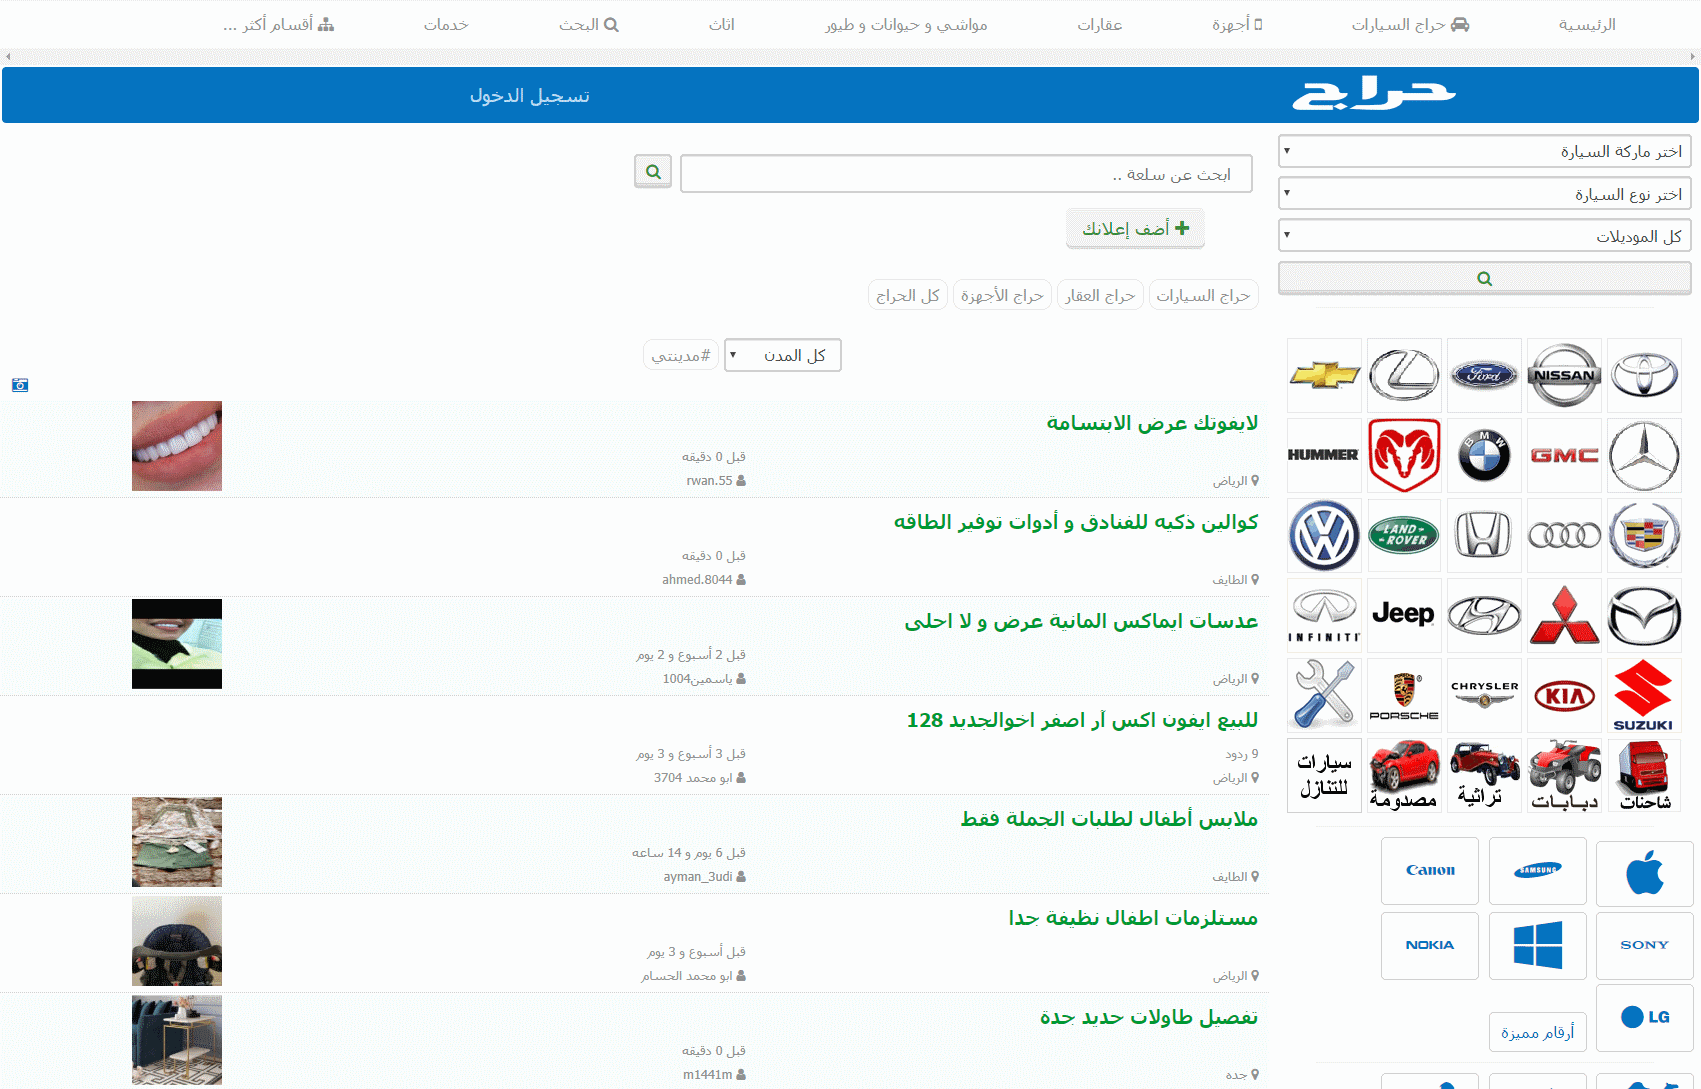 الرئيسية
حراج السيارات
أجهزة
عقارات
مواشي و حيوانات و طيور
اثاث
البحث
خدمات
أقسام أكثر ...
حراج
تسجيل الدخول
اختر ماركة السيارة
اختر نوع السيارة
كل الموديلات
ابحث عن سلعة ..
أضف إعلانك
حراج السيارات
حراج العقار
حراج الأجهزة
كل الحراج
كل المدن
#مدينتي
لايفوتك عرض الابتسامة
قبل 0 دقيقه
الرياض
rwan.55
كوالين ذكيه للفنادق و أدوات توفير الطاقه
قبل 0 دقيقه
الطايف
ahmed.8044
عدسات ايماكس المانية عرض و لا احلى
قبل 2 أسبوع و 2 يوم
الرياض
ياسمين1004
للبيع ايفون اكس آر اصفر اخوالجديد 128
9 ردود
قبل 3 أسبوع و 3 يوم
الرياض
ابو محمد 3704
ملابس أطفال لطلبات الجملة فقط
قبل 6 يوم و 14 ساعه
الطايف
ayman_3udi
مستلزمات اطفال نظيفة جدا
قبل أسبوع و 3 يوم
الرياض
ابو محمد الحسام
تفصيل طاولات حديد جدة
قبل 0 دقيقه
جده
m1441m
NISSAN
Ford
GMC
BMW
HUMMER
LAND ROVER
Jeep
INFINITI
SUZUKI
KIA
CHRYSLER
PORSCHE
شاحنات
دبابات
تراثية
مصدومة
سيارات للتنازل
SAMSUNG
Canon
SONY
NOKIA
LG
أرقام مميزة